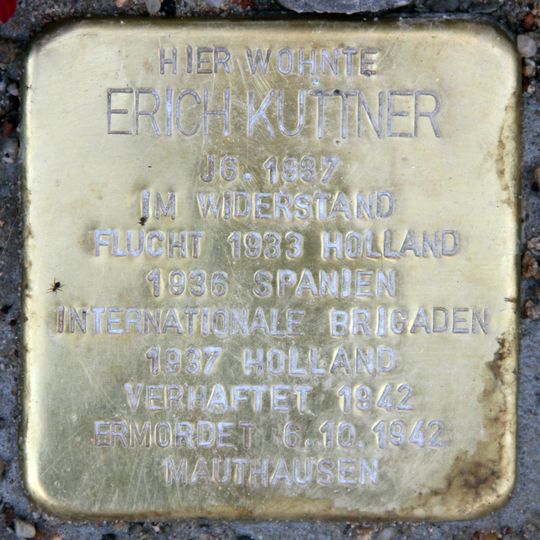 HIER WOHNTE
ERICH KUTTNER
JG. 1887
IM WIDERSTAND
FLUCHT 1933 HOLLAND
1936 SPANIEN
INTERNATIONALE BRIGADEN
1937 HOLLAND
VERHAFTET 1942
ERMORDET 6.10.1942
MAUTHAUSEN